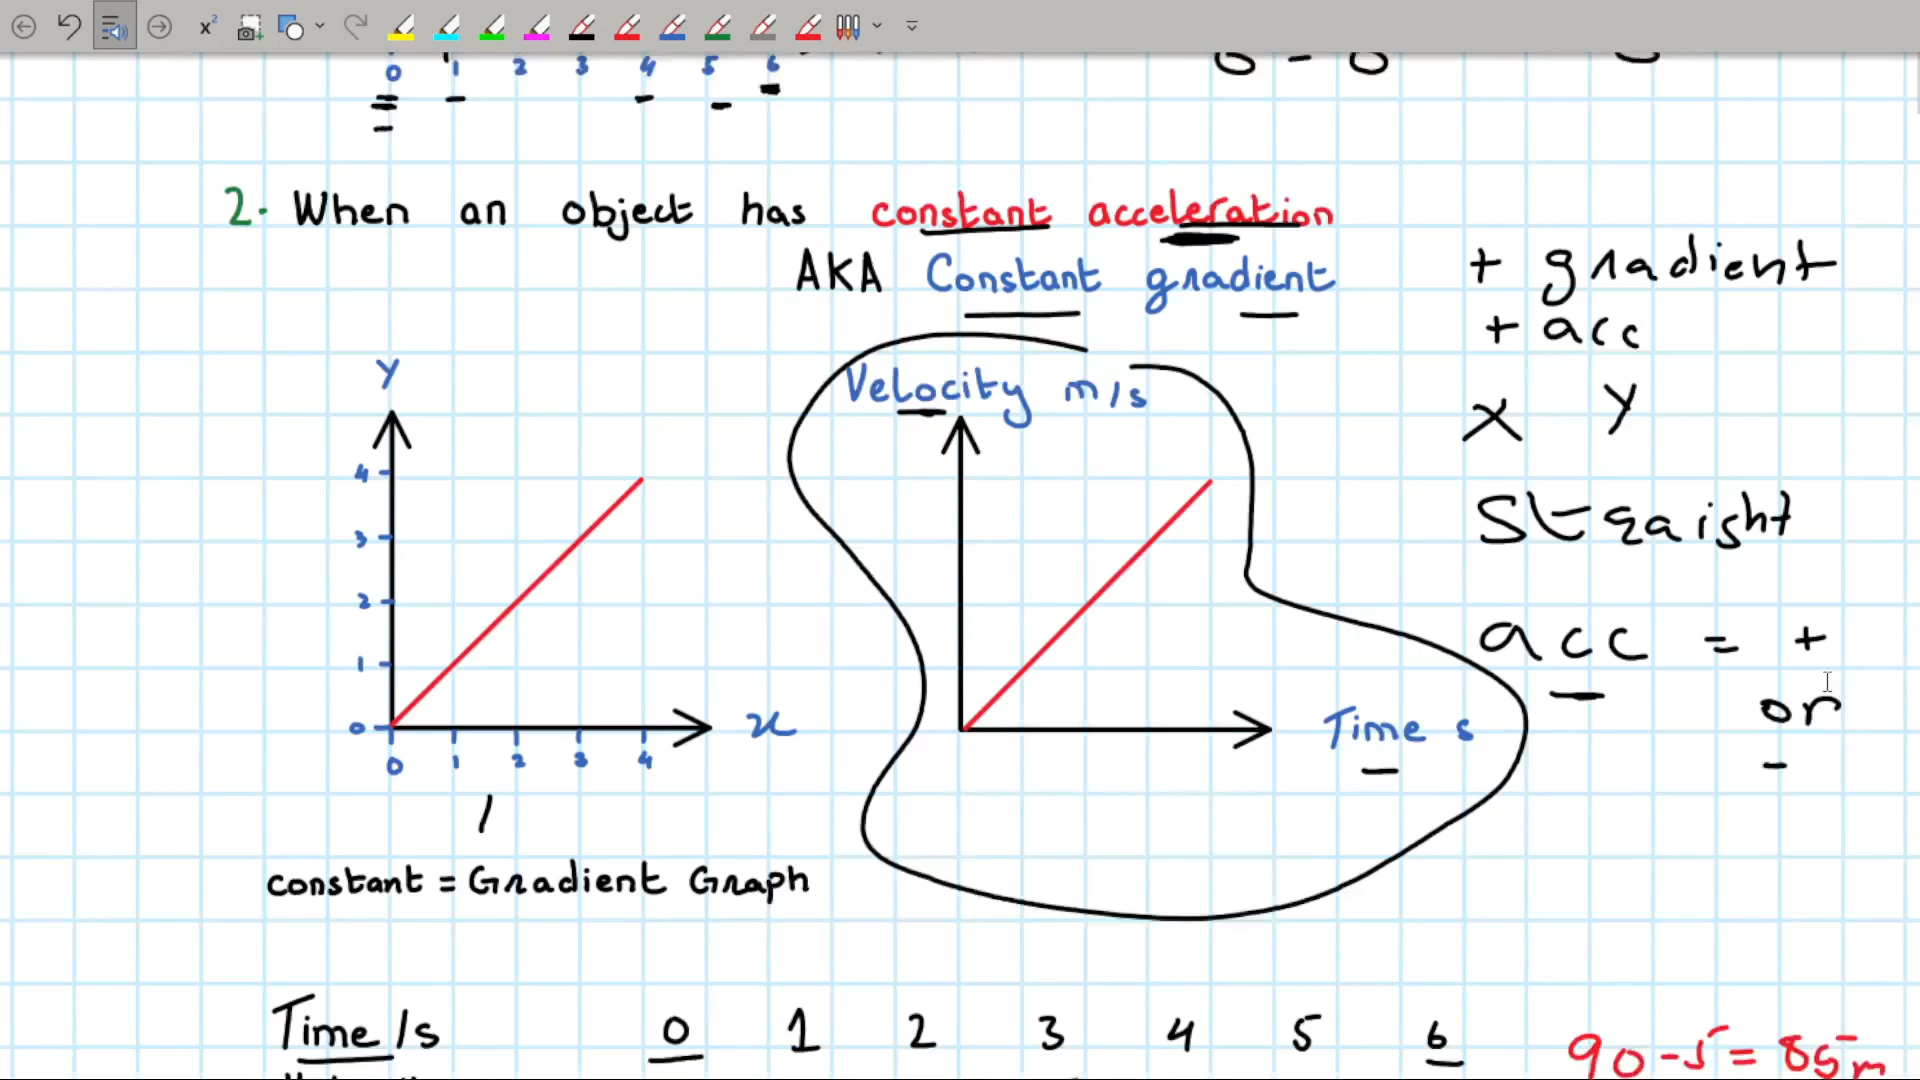 x²
0 1 2 3 4 5 6
2. When an object has constant acceleration
AKA Constant gradient
+ gradient
+ acc
x y
Straight
acc = +
or
-
Y
4
3
2
1
0
0 1 2 3 4
x
Velocity m/s
Time s
constant = Gradient Graph
Time /s 0 1 2 3 4 5 6
90 - 5 = 85m